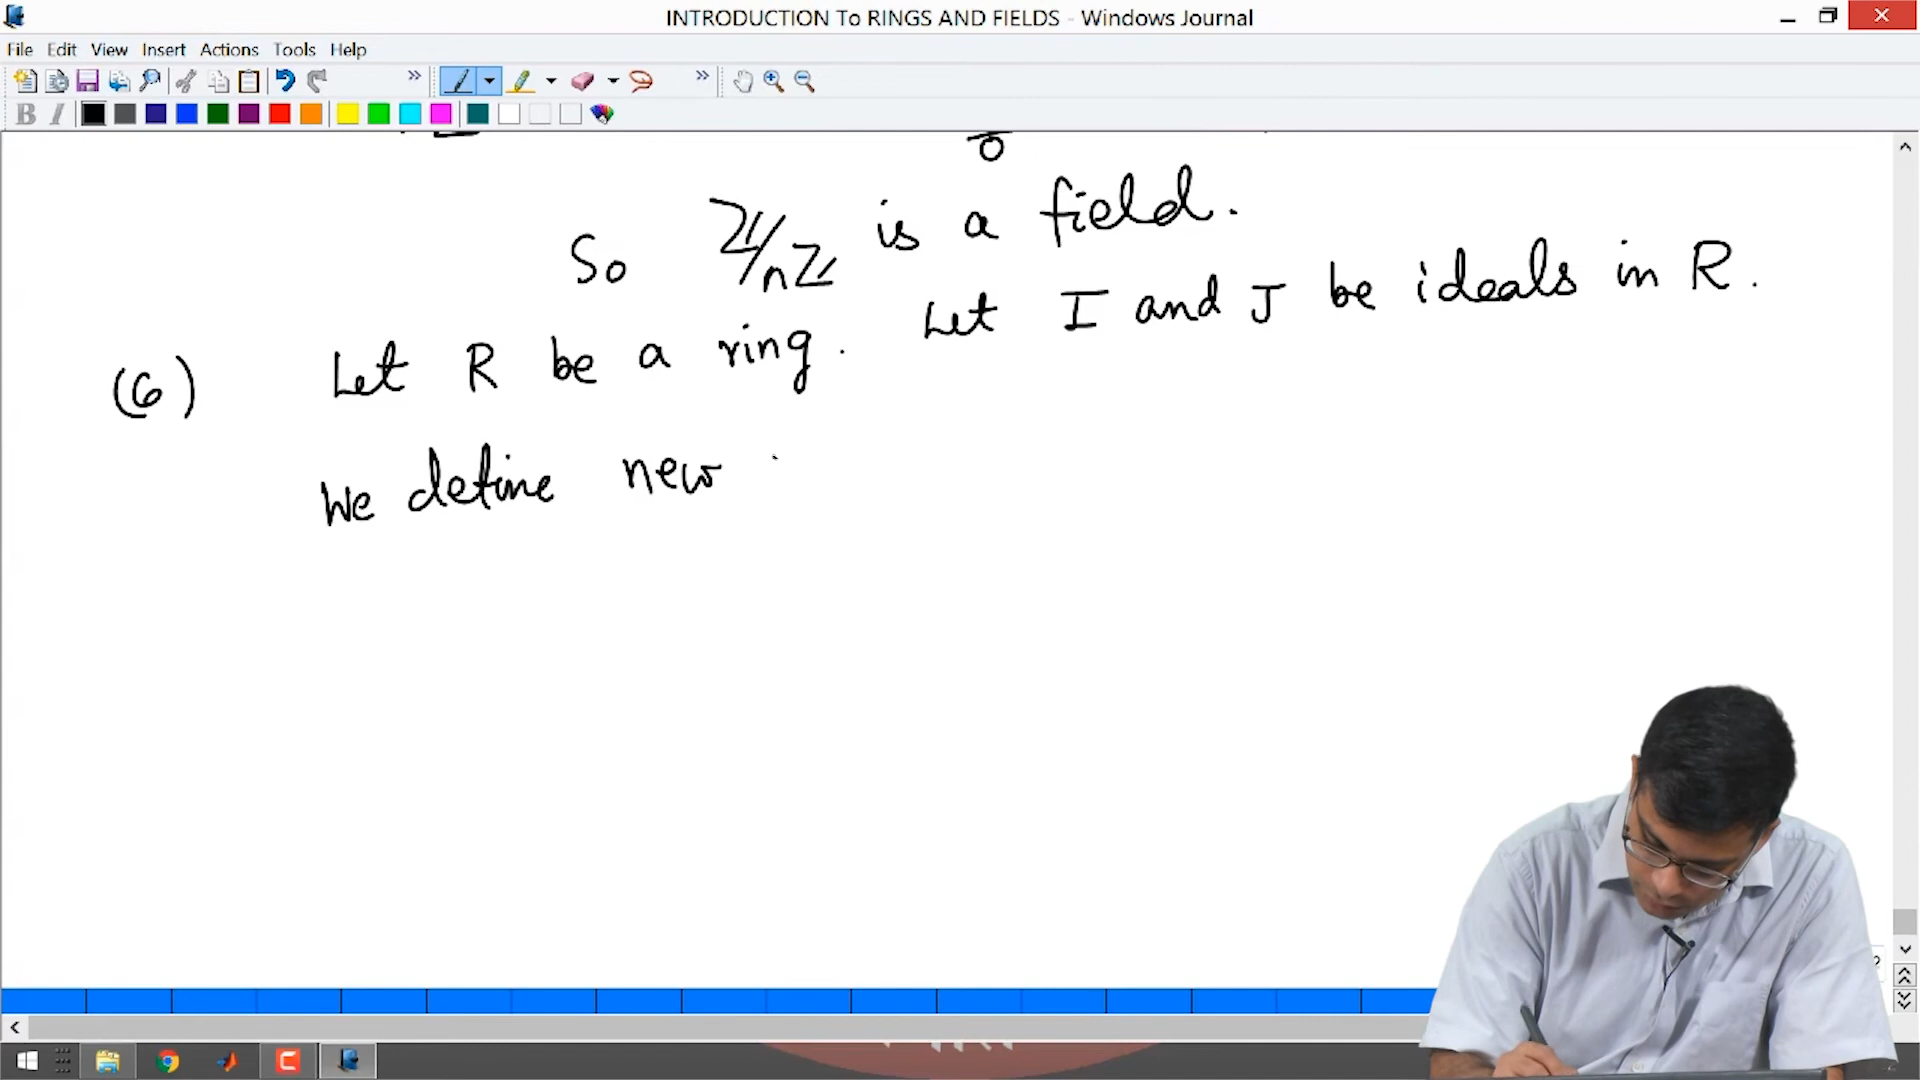 INTRODUCTION To RINGS AND FIELDS - Windows Journal
File Edit View Insert Actions Tools Help
B I
0
So ℤ/nℤ is a field.
(6) Let R be a ring. Let I and J be ideals in R.
We define new